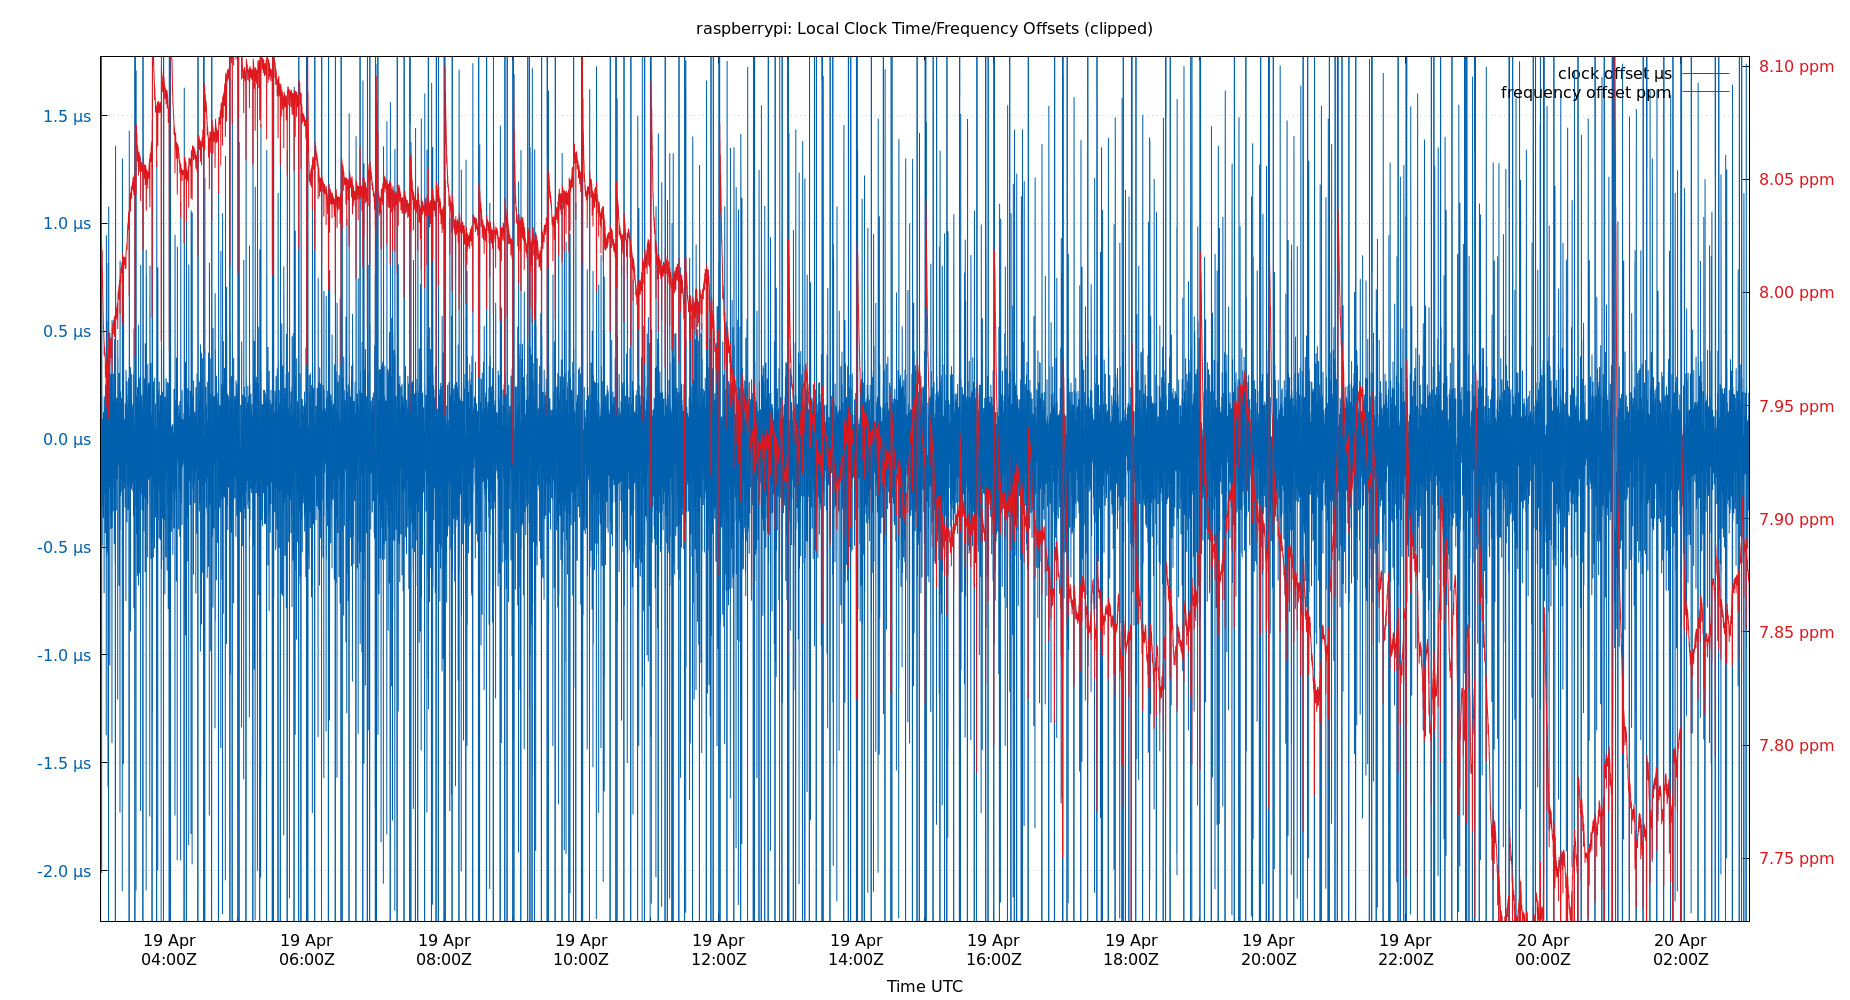 raspberrypi: Local Clock Time/Frequency Offsets (clipped)
clock offset µs
frequency offset ppm
1.5 µs
1.0 µs
0.5 µs
0.0 µs
-0.5 µs
-1.0 µs
-1.5 µs
-2.0 µs
8.10 ppm
8.05 ppm
8.00 ppm
7.95 ppm
7.90 ppm
7.85 ppm
7.80 ppm
7.75 ppm
19 Apr 19 Apr 19 Apr 19 Apr 19 Apr 19 Apr 19 Apr 19 Apr 19 Apr 19 Apr 20 Apr 20 Apr
04:00Z 06:00Z 08:00Z 10:00Z 12:00Z 14:00Z 16:00Z 18:00Z 20:00Z 22:00Z 00:00Z 02:00Z
Time UTC